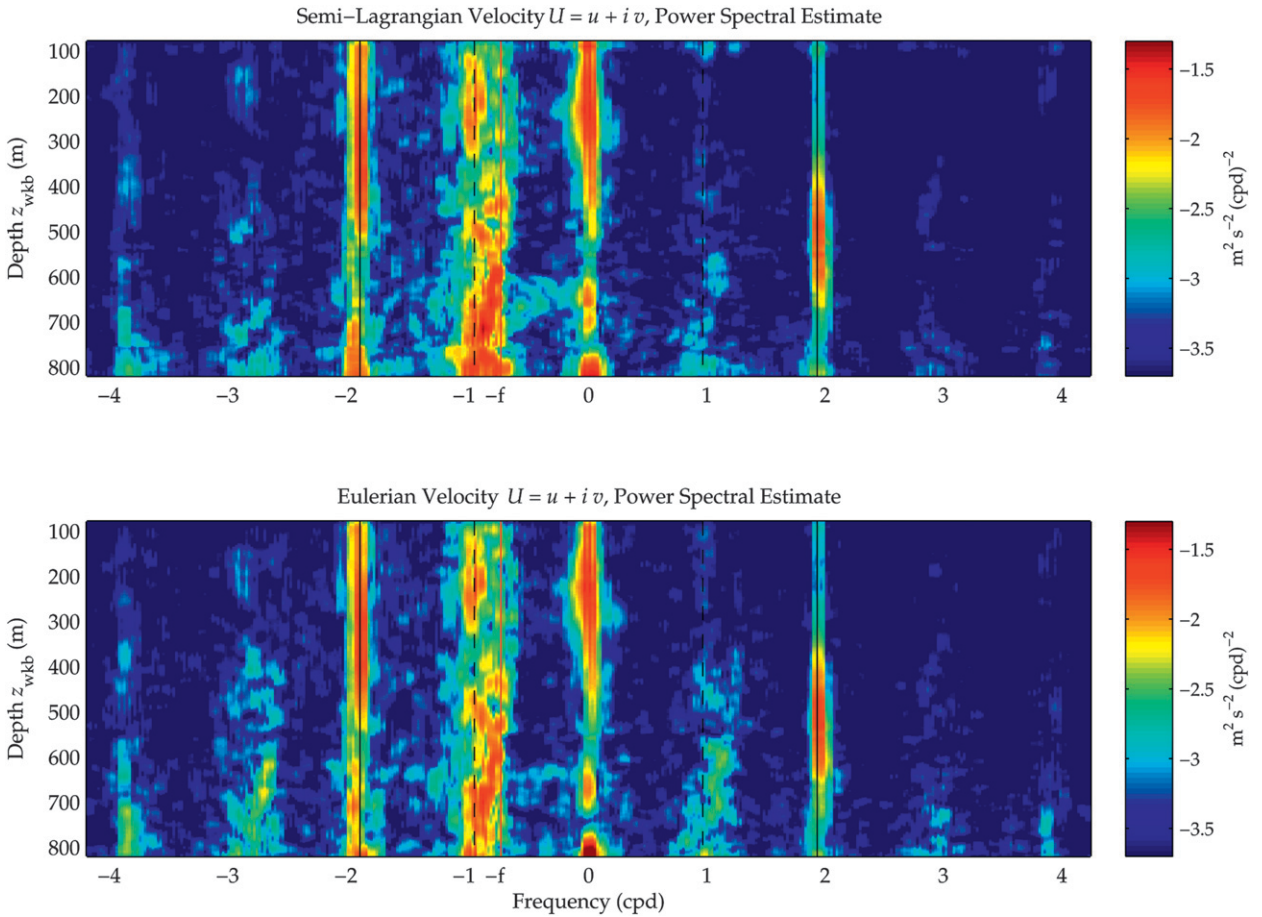 Semi−Lagrangian Velocity U = u + i v, Power Spectral Estimate
Depth z_wkb (m)
100
200
300
400
500
600
700
800
−4 −3 −2 −1 −f 0 1 2 3 4
−1.5
−2
−2.5
−3
−3.5
m² s⁻² (cpd)⁻²
Eulerian Velocity U = u + i v, Power Spectral Estimate
Depth z_wkb (m)
100
200
300
400
500
600
700
800
−4 −3 −2 −1 −f 0 1 2 3 4
Frequency (cpd)
−1.5
−2
−2.5
−3
−3.5
m² s⁻² (cpd)⁻²